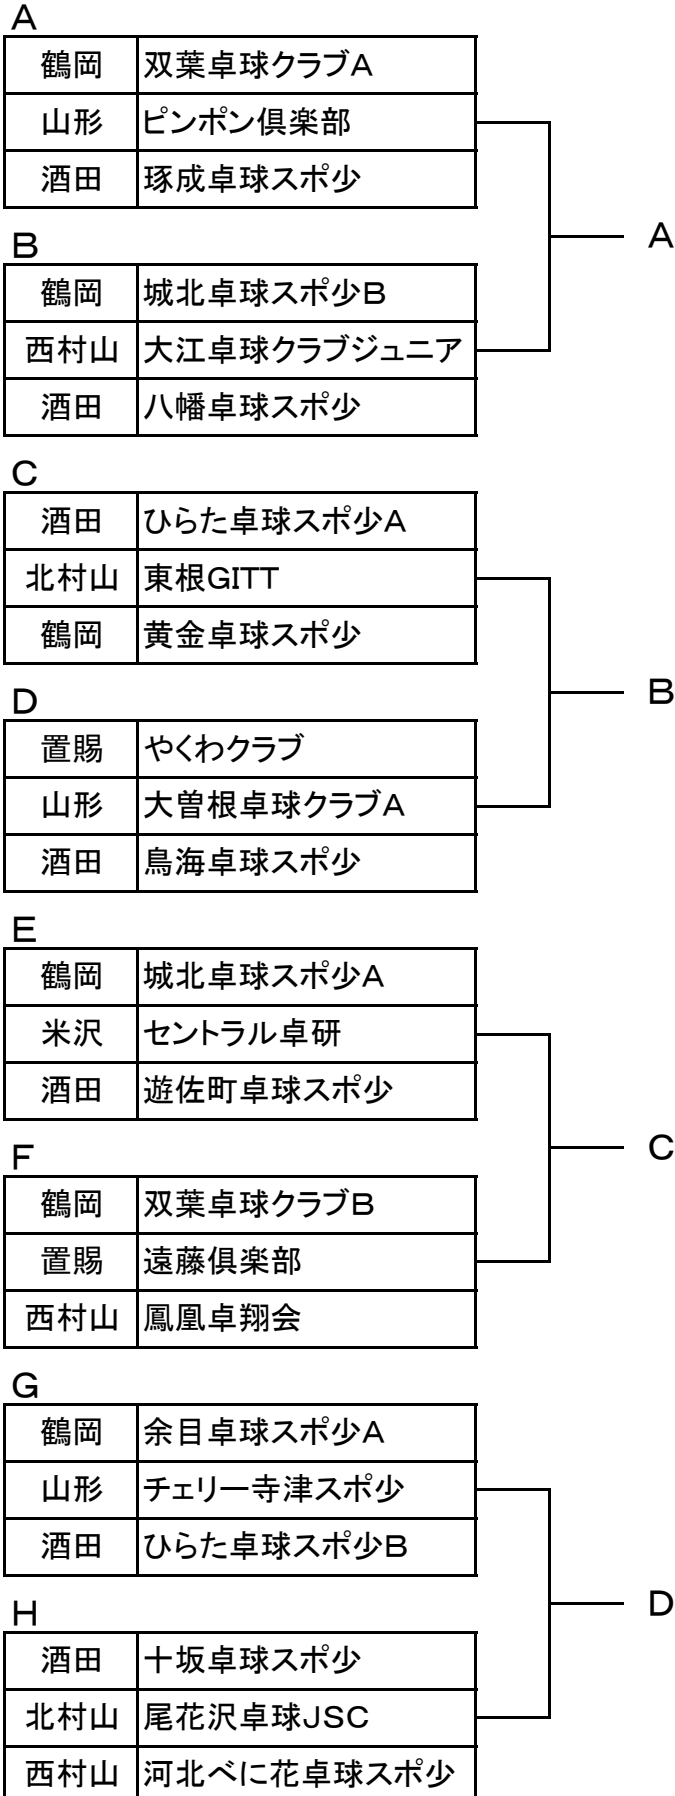 A
鶴岡 双葉卓球クラブA
山形 ピンポン倶楽部
酒田 琢成卓球スポ少
A
B
鶴岡 城北卓球スポ少B
西村山 大江卓球クラブジュニア
酒田 八幡卓球スポ少
C
酒田 ひらた卓球スポ少A
北村山 東根GITT
鶴岡 黄金卓球スポ少
B
D
置賜 やくわクラブ
山形 大曽根卓球クラブA
酒田 鳥海卓球スポ少
E
鶴岡 城北卓球スポ少A
米沢 セントラル卓研
酒田 遊佐町卓球スポ少
C
F
鶴岡 双葉卓球クラブB
置賜 遠藤倶楽部
西村山 鳳凰卓翔会
G
鶴岡 余目卓球スポ少A
山形 チェリー寺津スポ少
酒田 ひらた卓球スポ少B
D
H
酒田 十坂卓球スポ少
北村山 尾花沢卓球JSC
西村山 河北べに花卓球スポ少